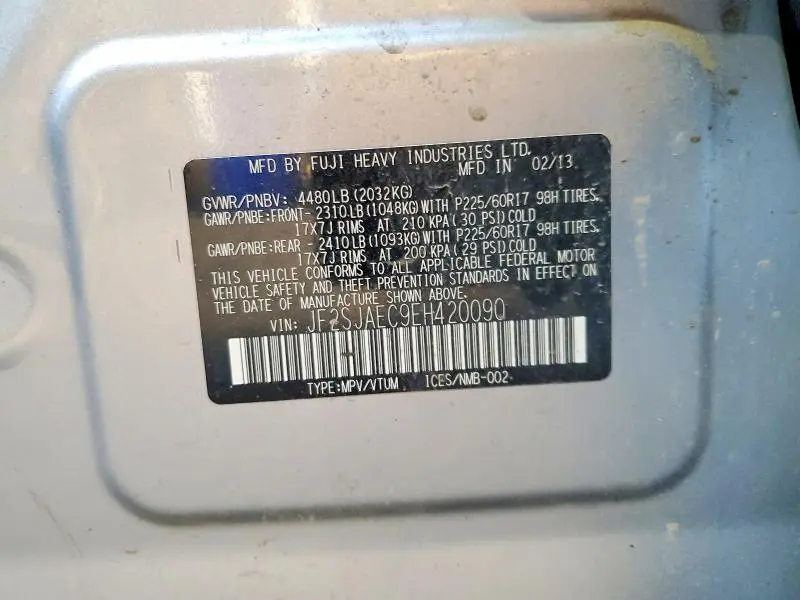 MFD BY FUJI HEAVY INDUSTRIES LTD.
MFD IN 02/13
GVWR/PNBV: 4480LB(2032KG)
GAWR/PNBE:FRONT- 2310LB(1048KG)WITH P225/60R17 98H TIRES.
17X7J RIMS AT 210 KPA(30 PSI)COLD
GAWR/PNBE:REAR - 2410LB(1093KG)WITH P225/60R17 98H TIRES.
17X7J RIMS AT 200 KPA(29 PSI)COLD
THIS VEHICLE CONFORMS TO ALL APPLICABLE FEDERAL MOTOR
VEHICLE SAFETY AND THEFT PREVENTION STANDARDS IN EFFECT ON
THE DATE OF MANUFACTURE SHOWN ABOVE.
VIN: JF2SJAEC9EH420090
TYPE:MPV/VTUM ICES/NMB-002